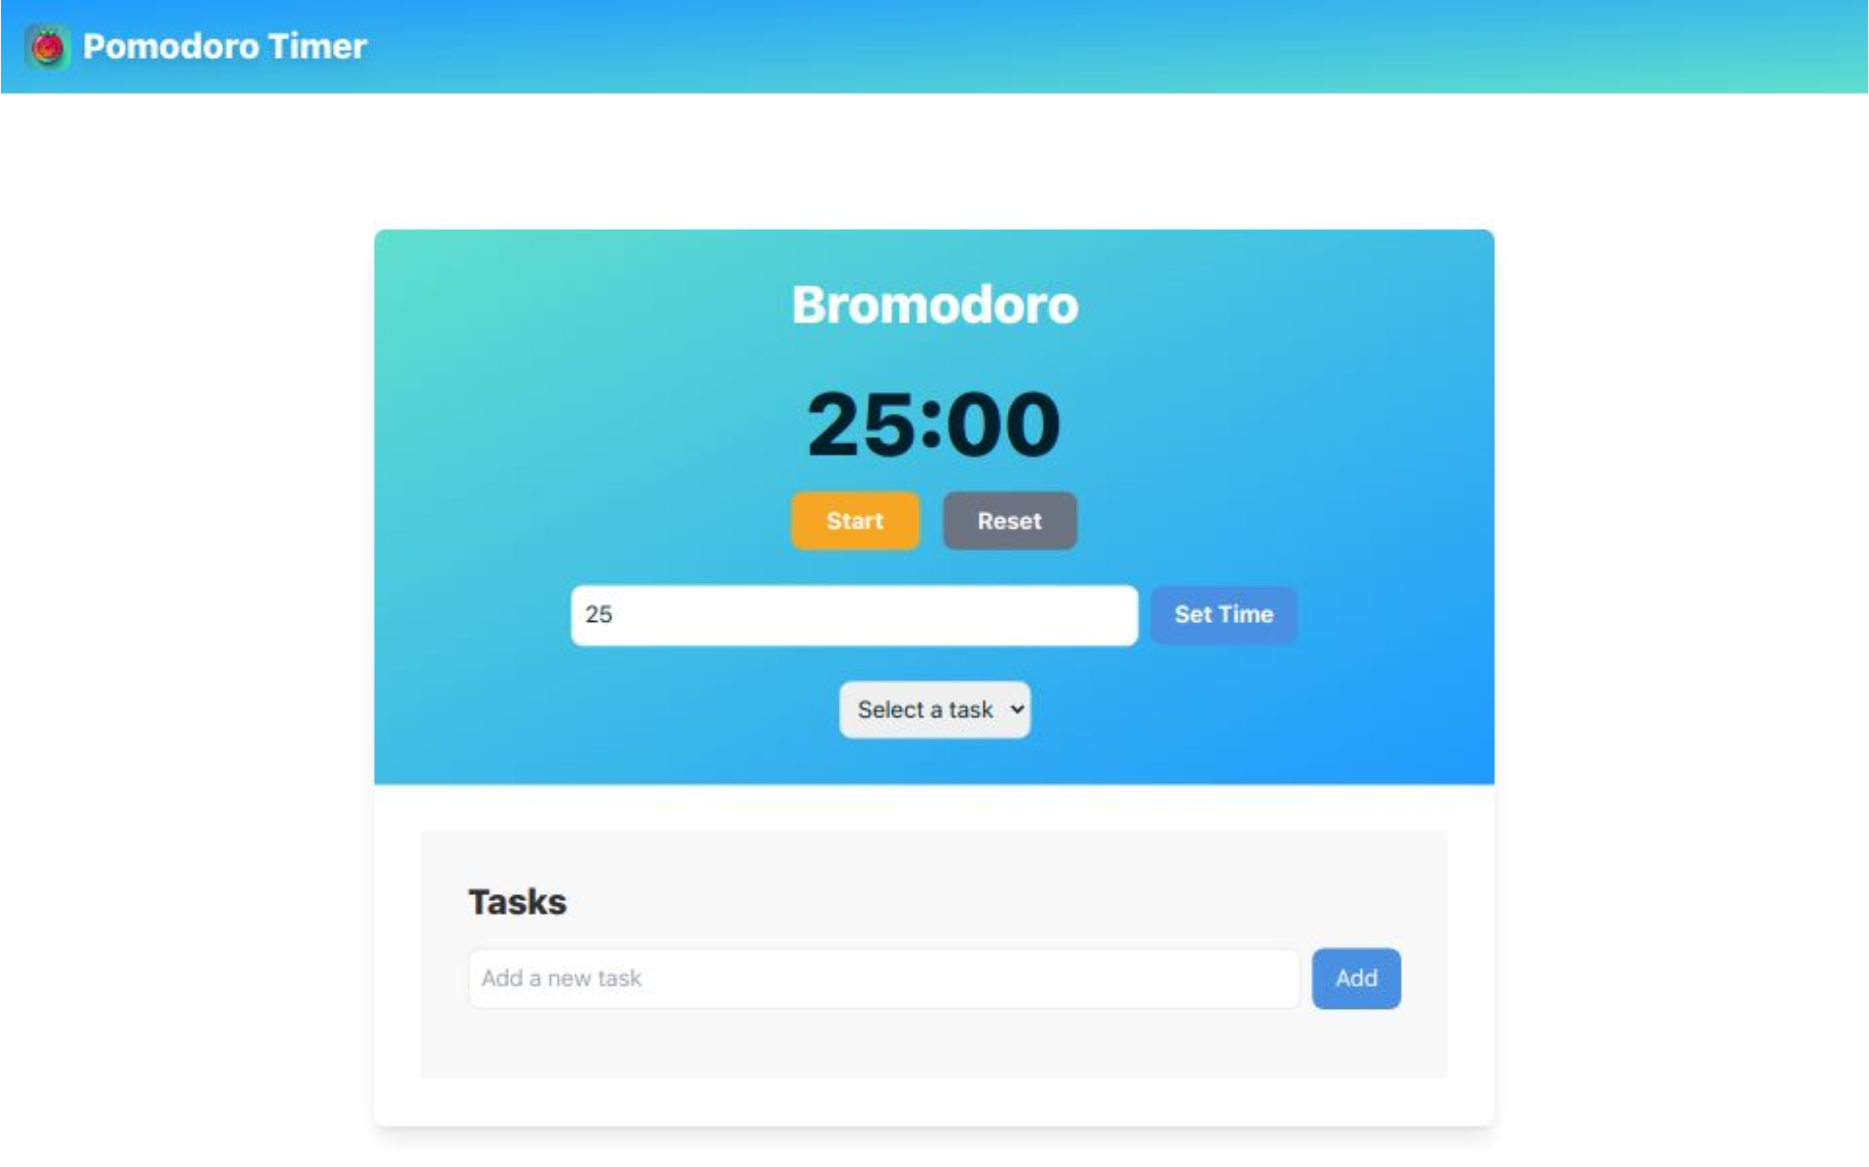 Pomodoro Timer
Bromodoro
25:00
Start Reset
25 Set Time
Select a task
Tasks
Add a new task Add